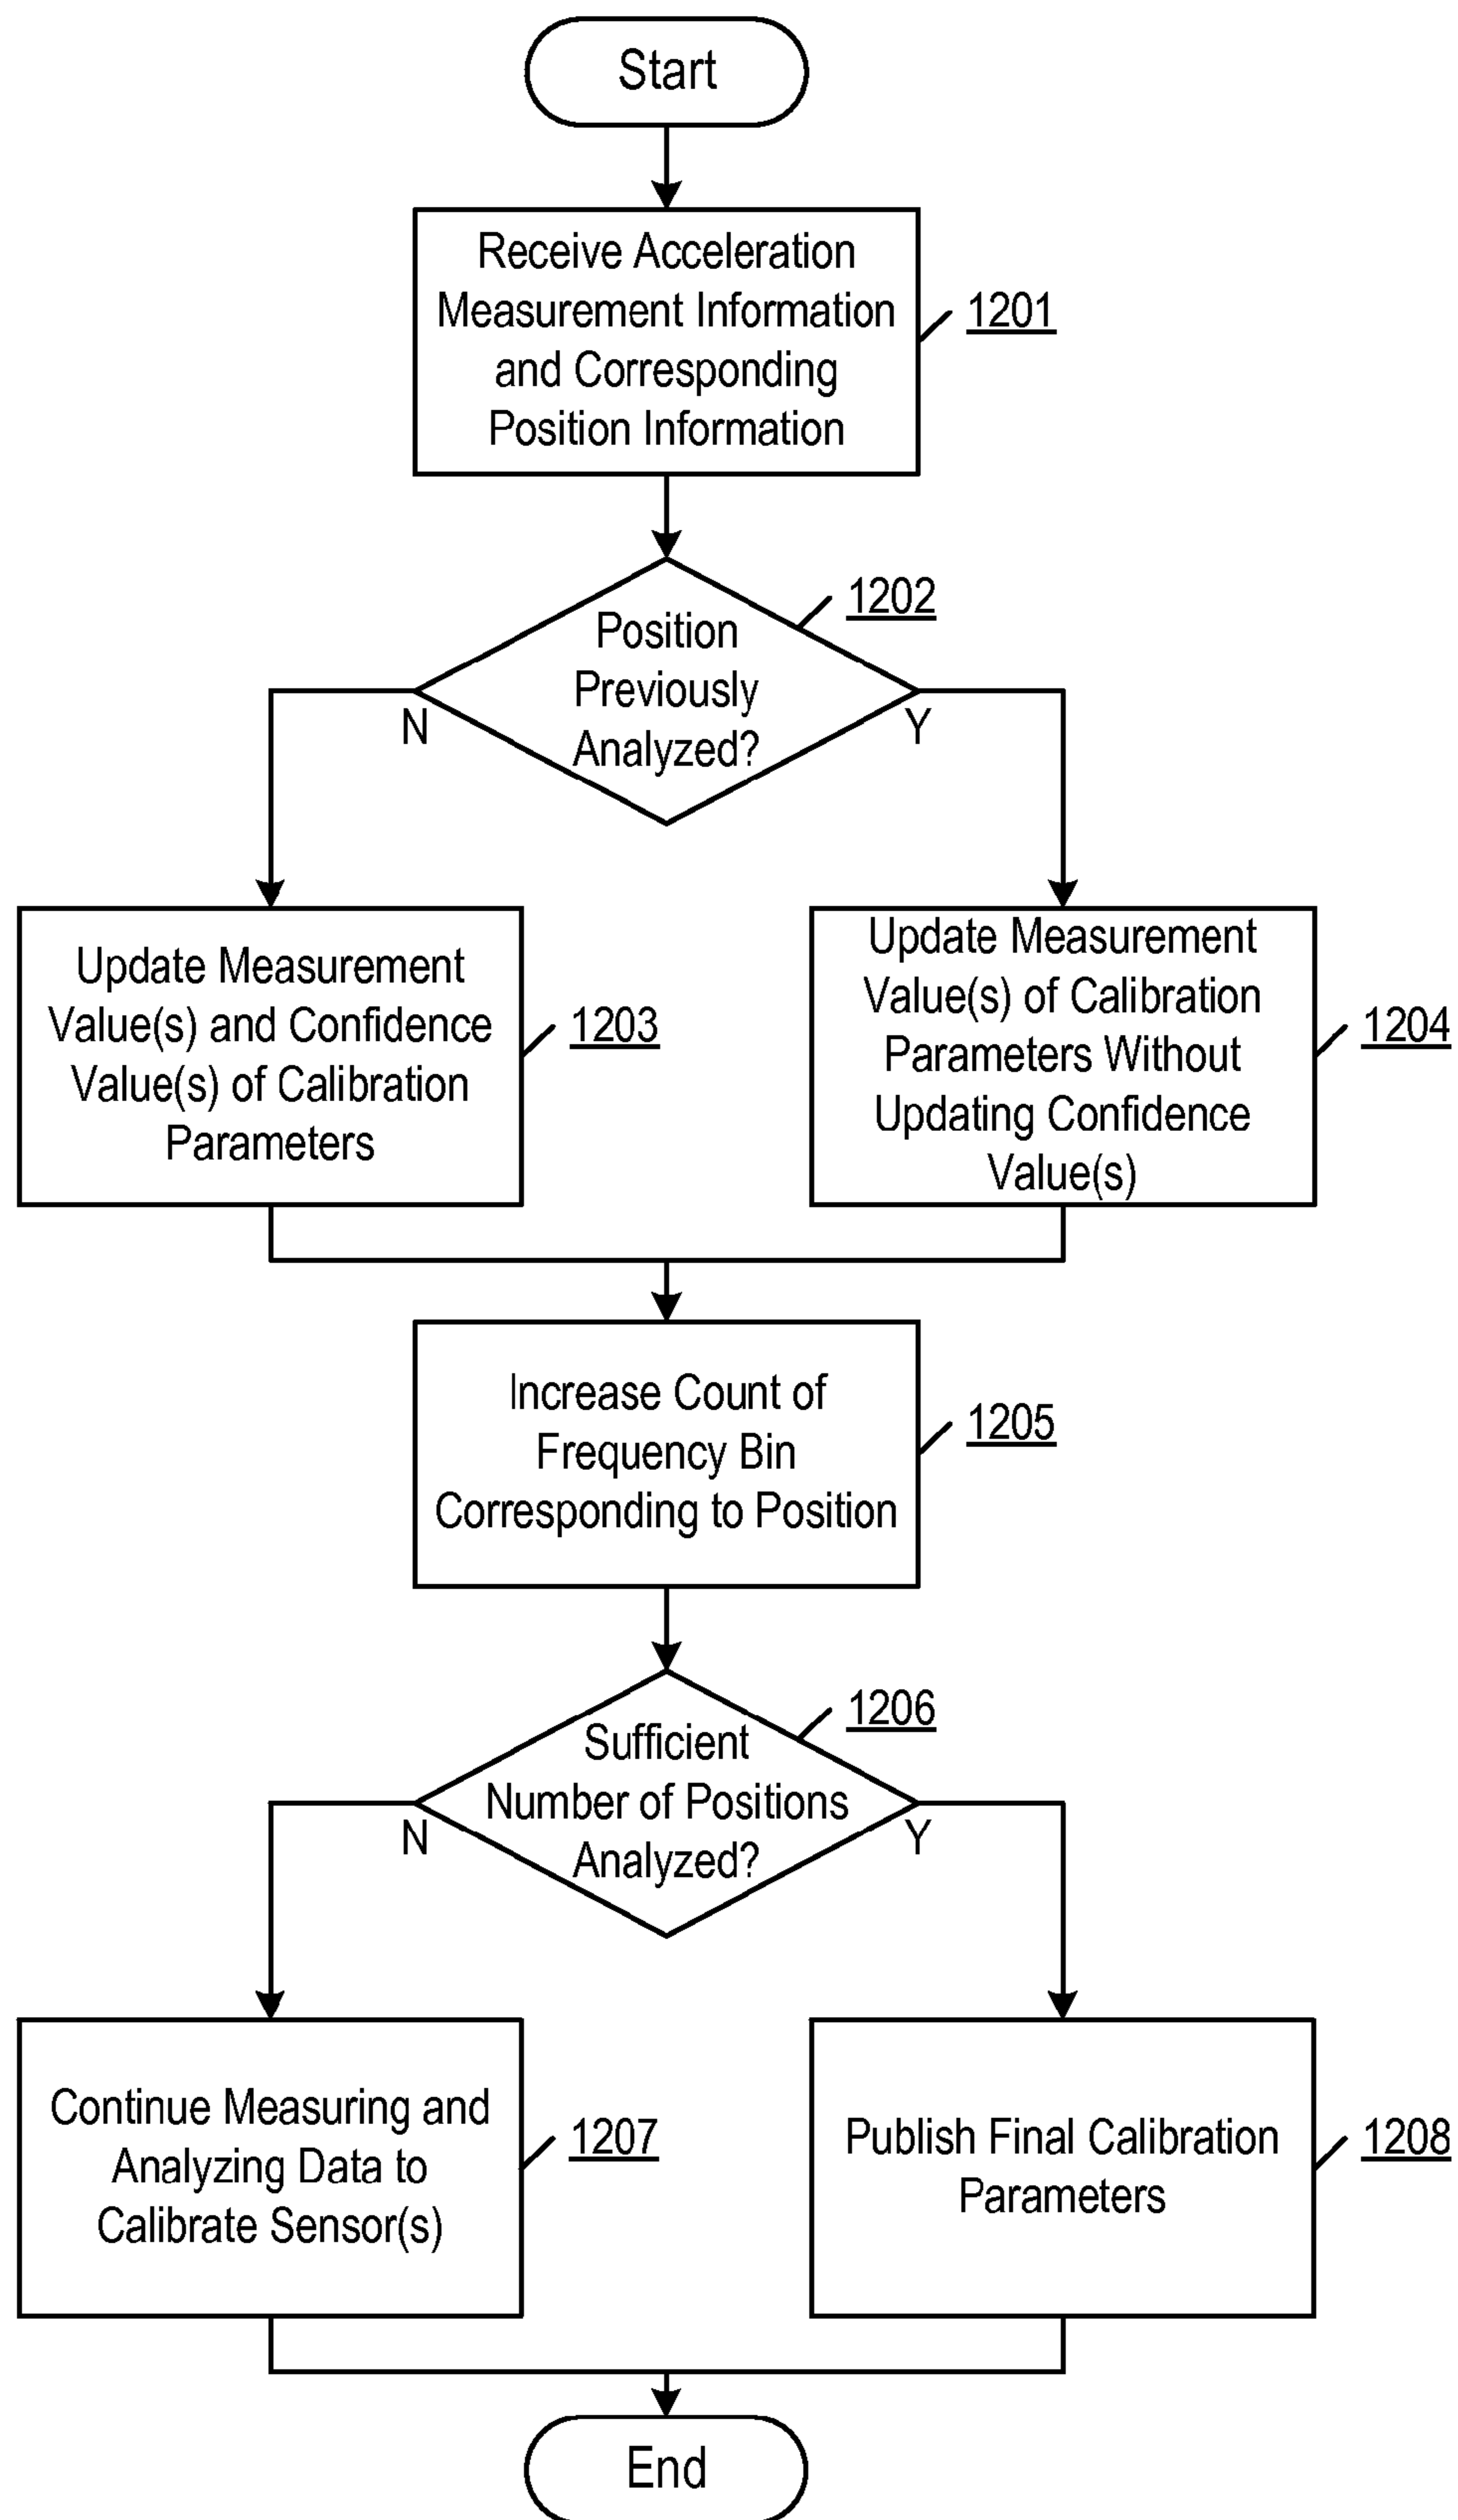 Start
Receive Acceleration
Measurement Information
and Corresponding
Position Information
1201
1202
Position
Previously
Analyzed?
N
Y
Update Measurement
Value(s) and Confidence
Value(s) of Calibration
Parameters
1203
Update Measurement
Value(s) of Calibration
Parameters Without
Updating Confidence
Value(s)
1204
Increase Count of
Frequency Bin
Corresponding to Position
1205
1206
Sufficient
Number of Positions
Analyzed?
N
Y
Continue Measuring and
Analyzing Data to
Calibrate Sensor(s)
1207
Publish Final Calibration
Parameters
1208
End